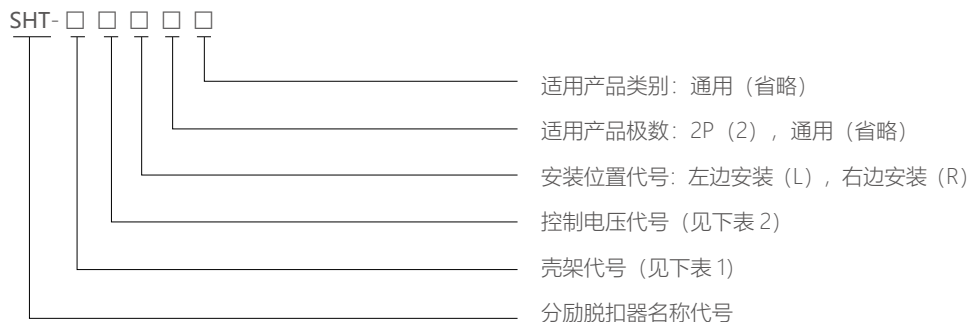 SHT-□ □ □ □ □
适用产品类别：通用（省略）
适用产品极数：2P（2），通用（省略）
安装位置代号：左边安装（L），右边安装（R）
控制电压代号（见下表 2）
壳架代号（见下表 1）
分励脱扣器名称代号